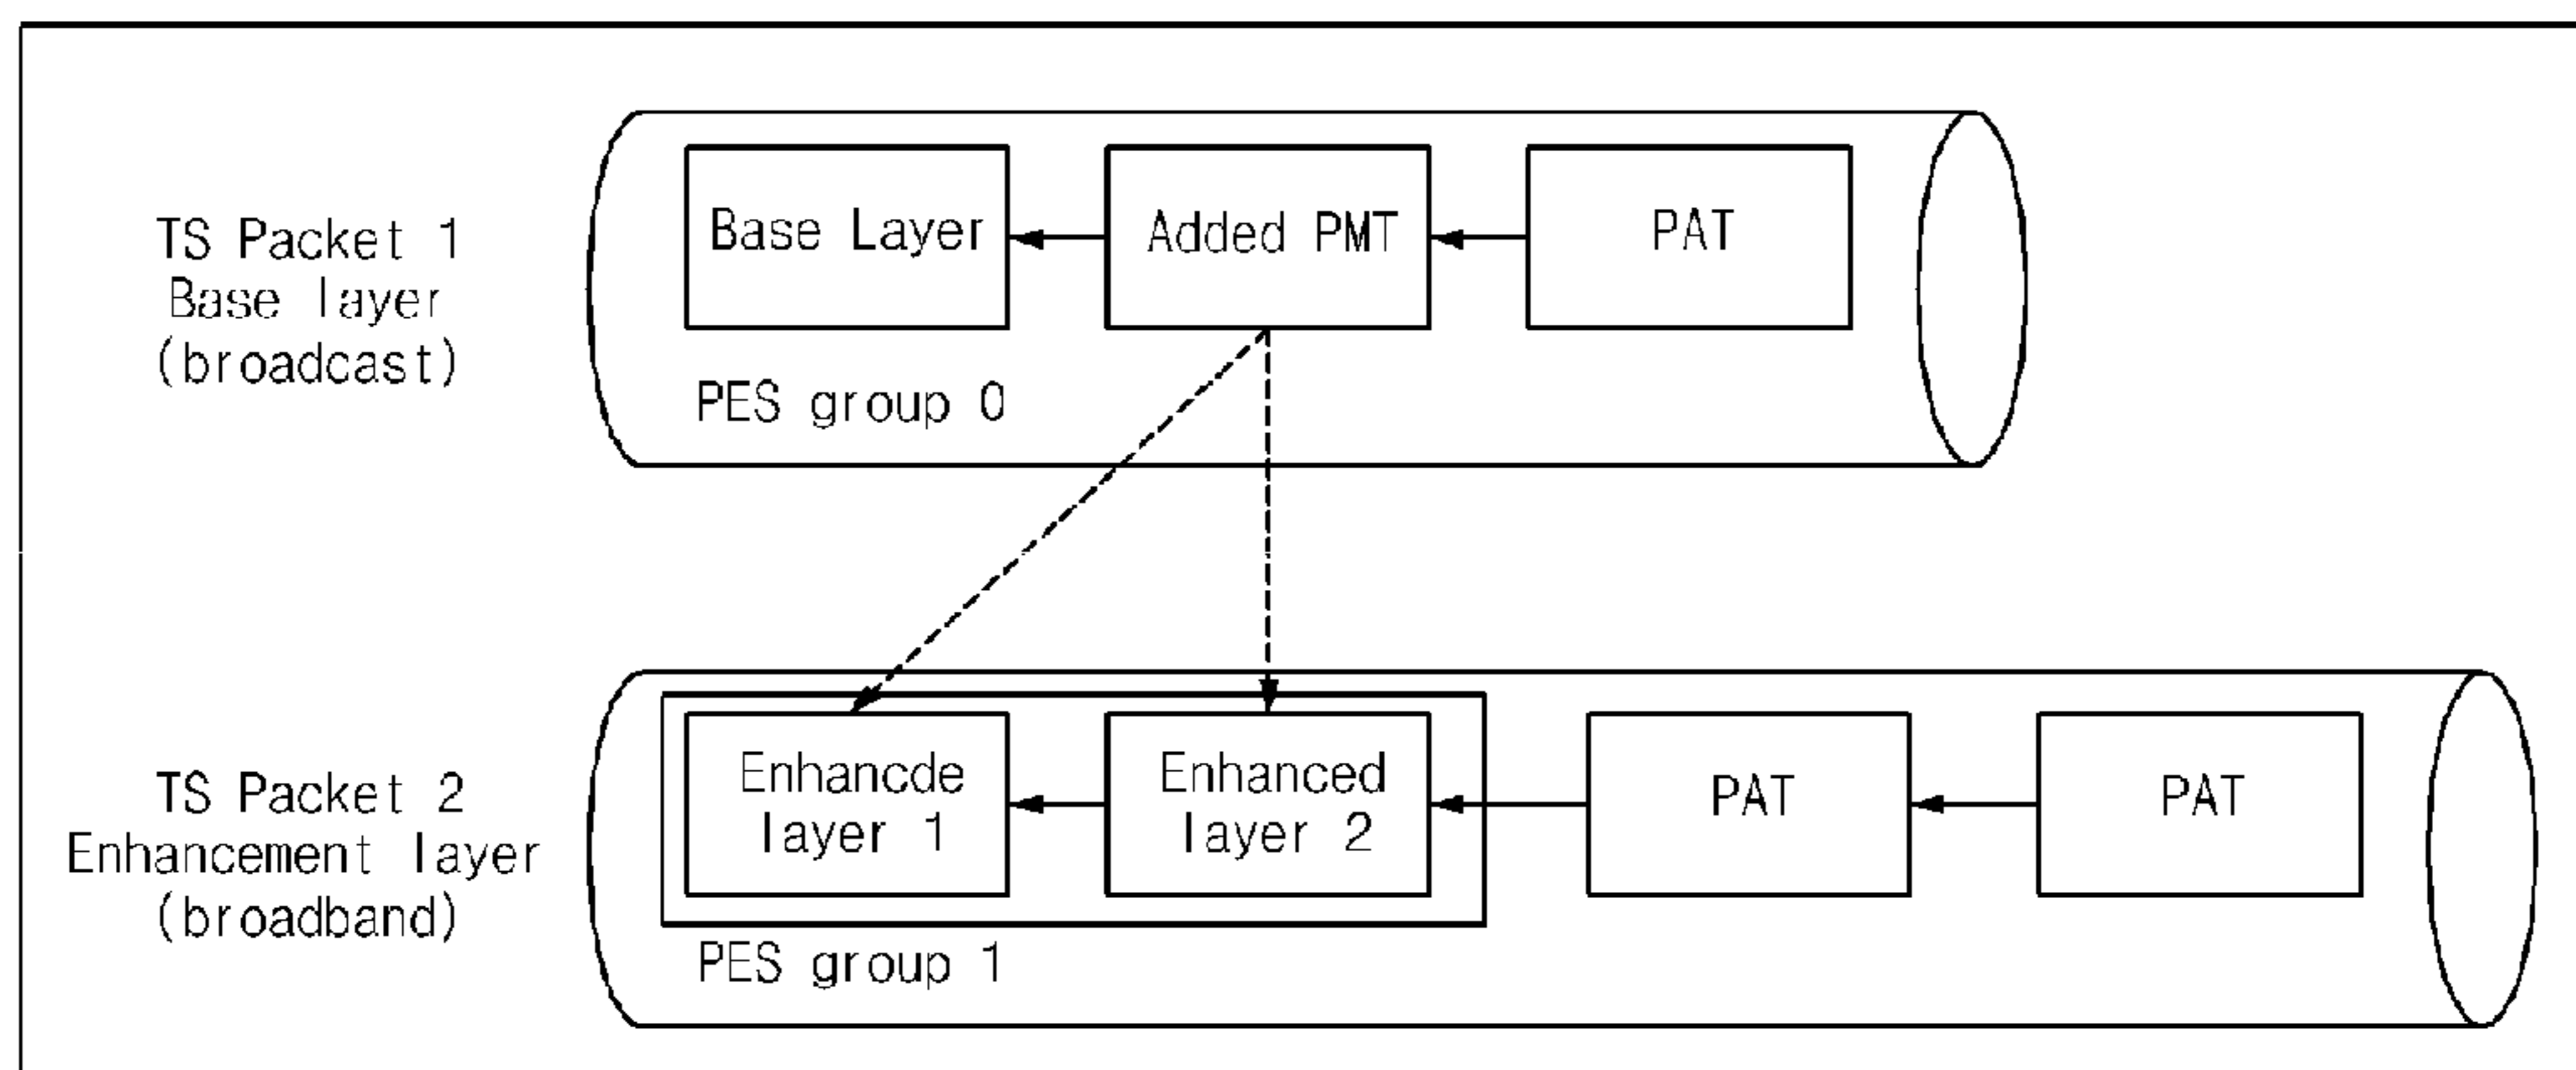 TS Packet 1
Base layer
(broadcast)
Base Layer
Added PMT
PAT
PES group 0
TS Packet 2
Enhancement layer
(broadband)
Enhancde
layer 1
Enhanced
layer 2
PAT
PAT
PES group 1